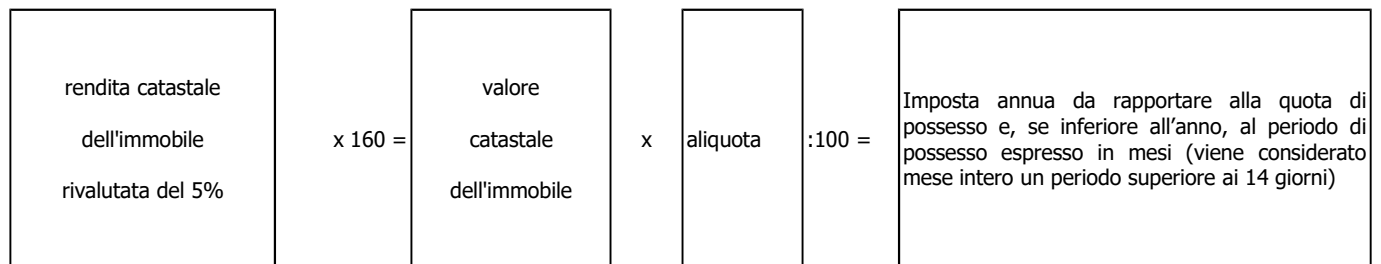 rendita catastale
dell'immobile
rivalutata del 5%
x 160 =
valore
catastale
dell'immobile
x
aliquota
:100 =
Imposta annua da rapportare alla quota di
possesso e, se inferiore all’anno, al periodo di
possesso espresso in mesi (viene considerato
mese intero un periodo superiore ai 14 giorni)